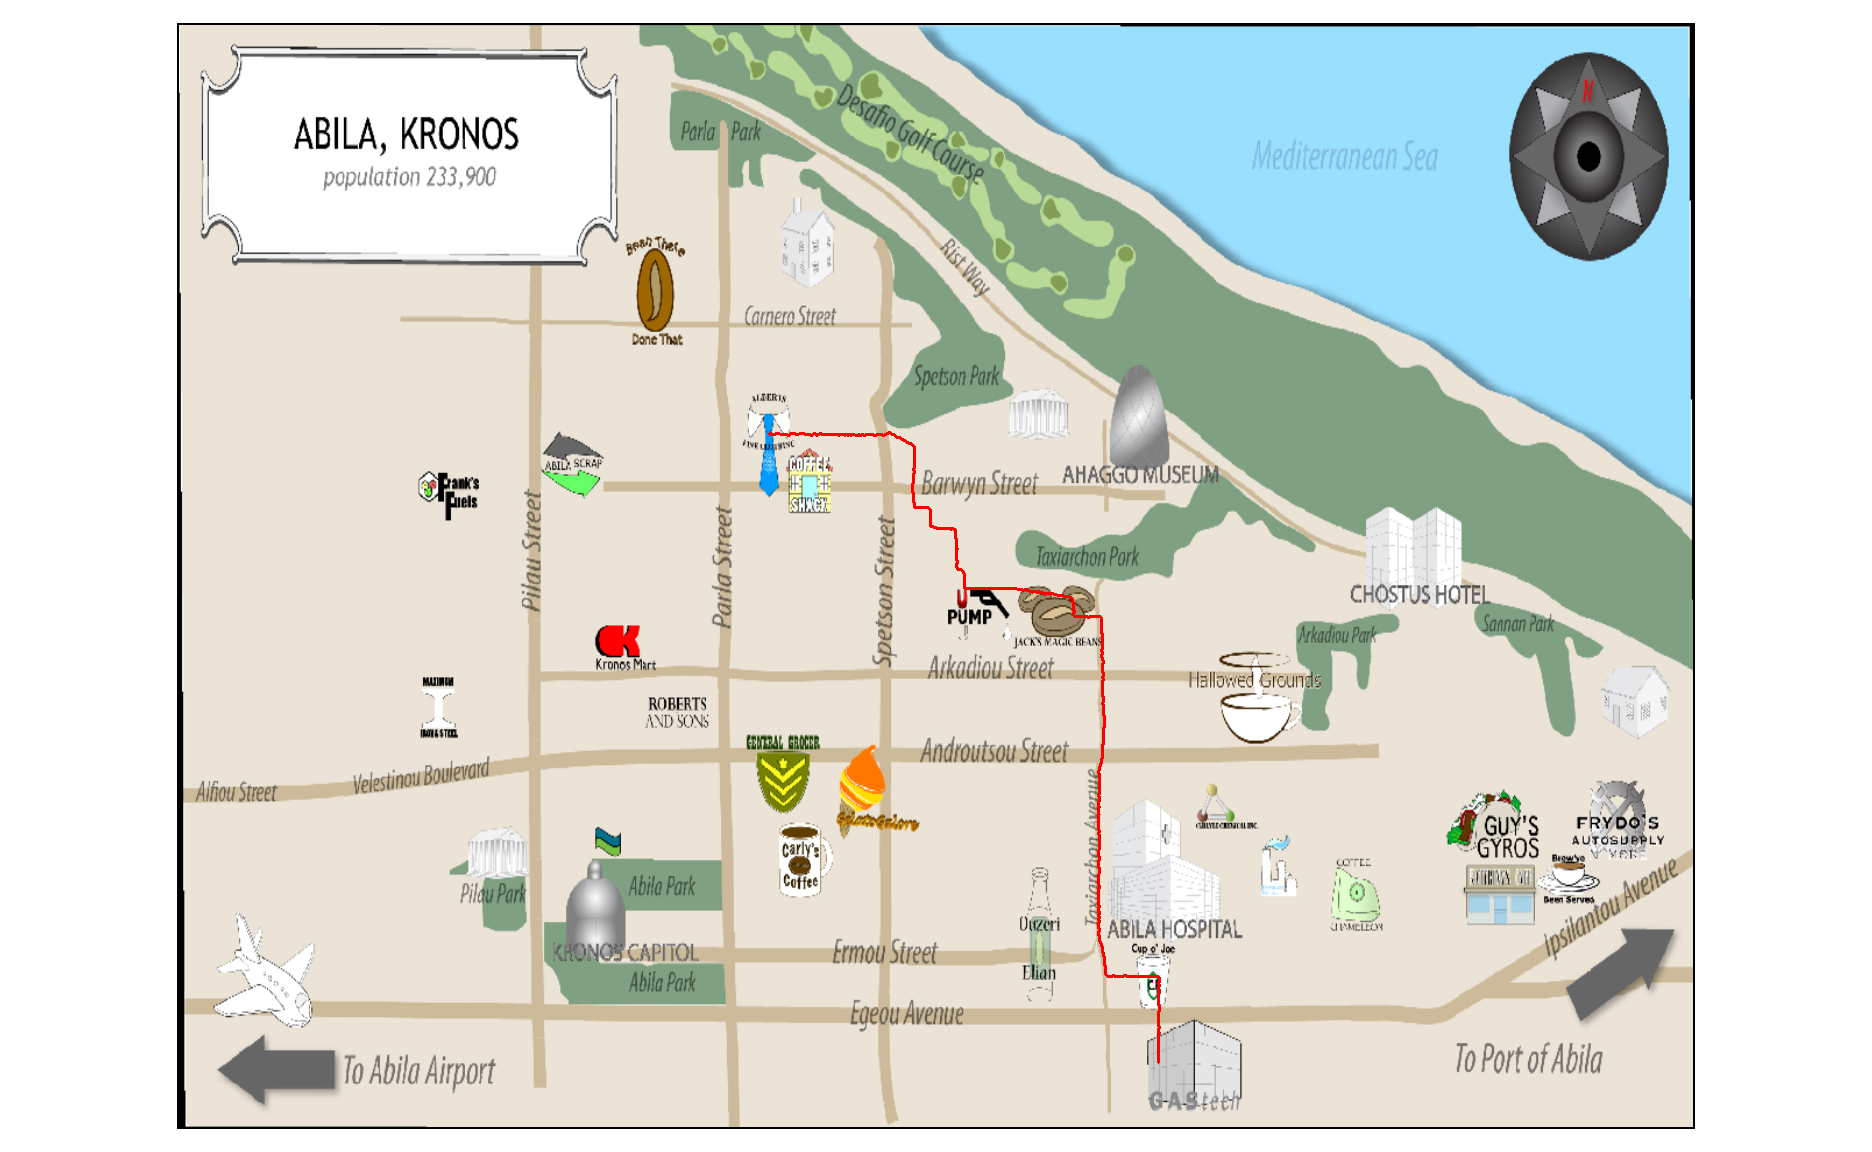 ABILA, KRONOS
population 233,900
N
Mediterranean Sea
Desafio Golf Course
Parla Park
Rist Way
Bean There
Done That
Carnero Street
Spetson Park
ALBERTS
FINE CLOTHING
ABILA SCRAP
COFFEE
SHACK
Frank's
Fuels
Barwyn Street
AHAGGO MUSEUM
Pilau Street
Parla Street
Spetson Street
Taxiarchon Park
CHOSTUS HOTEL
PUMP
JACK'S MAGIC BEANS
Arkadiou Park
Sannan Park
Kronos Mart
Arkadiou Street
Hallowed Grounds
MAXIMUM
IRON & STEEL
ROBERTS
AND SONS
GENERAL GROCER
Androutsou Street
Alfiou Street
Velestinou Boulevard
Gelato Galore
Taxiarchon Avenue
CARLYLE CHEMICAL INC.
GUY'S
GYROS
FRYDO'S
AUTOSUPPLY
N' MORE
Carly's
Coffee
Pilau Park
Abila Park
COFFEE
CHAMELEON
Brew've
Been Served
Ouzeri
Elian
ABILA HOSPITAL
Cup o' Joe
KRONOS CAPITOL
Ermou Street
Ipsilantou Avenue
Abila Park
Egeou Avenue
To Abila Airport
To Port of Abila
GAStech